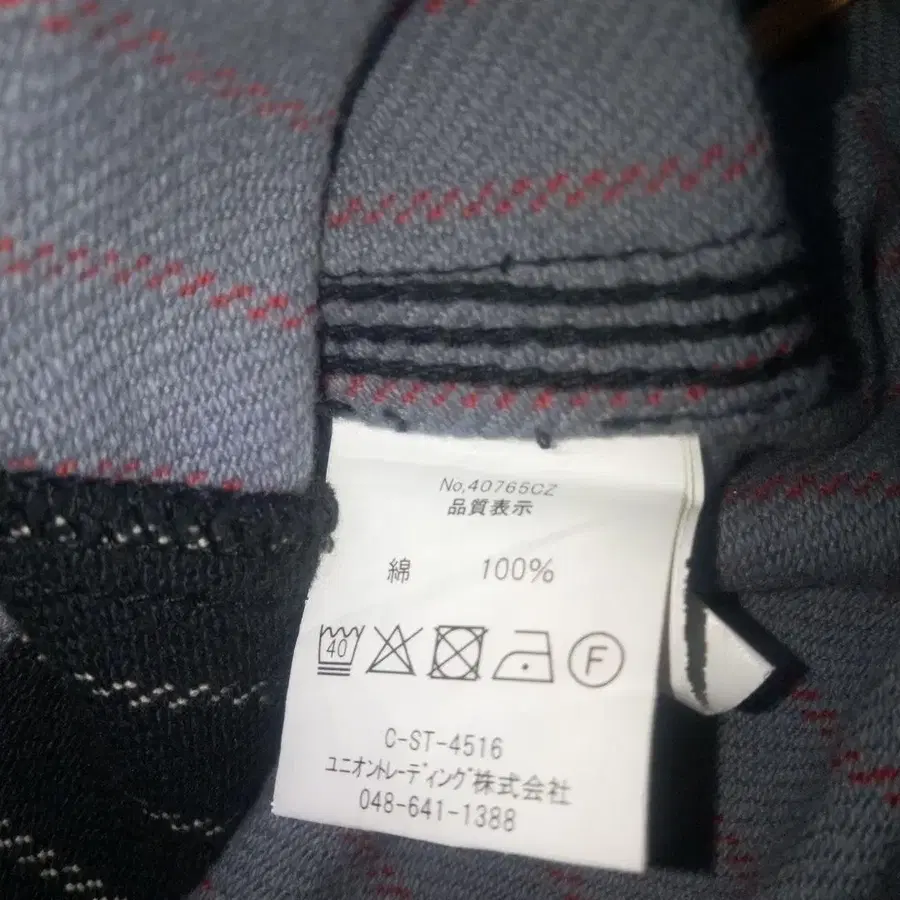 No,40765CZ
品質表示
綿 100%
40 F
C-ST-4516
ユニオントレーディング株式会社
048-641-1388